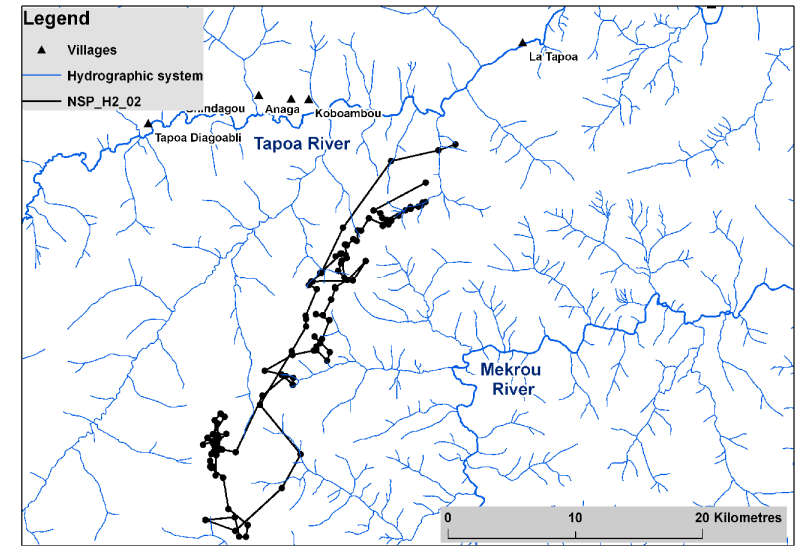 Legend
Villages
Hydrographic system
NSP_H2_02
La Tapoa
Anaga
Koboambou
Tapoa Diagoabli
Tapoa River
Mekrou
River
0 10 20 Kilometres